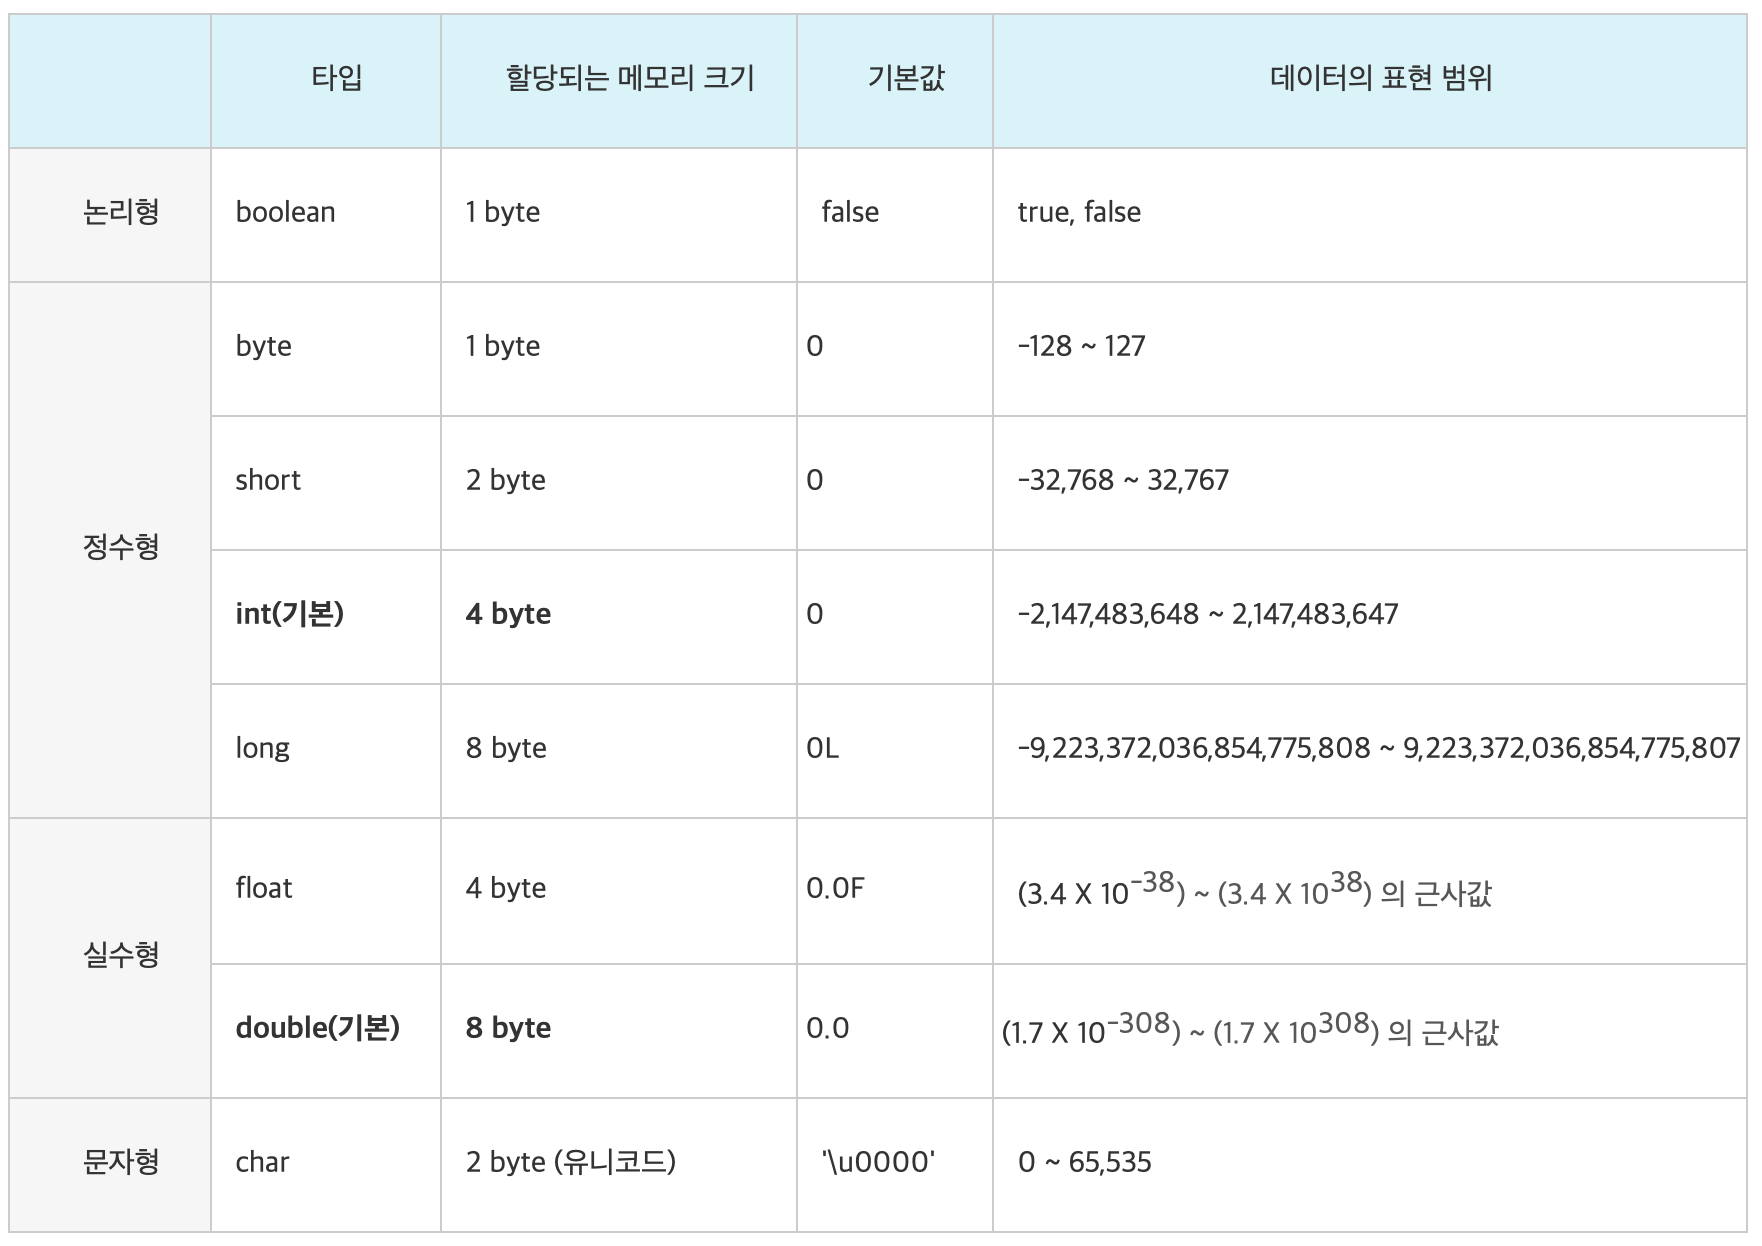 타입 할당되는 메모리 크기 기본값 데이터의 표현 범위
논리형 boolean 1 byte false true, false
정수형 byte 1 byte 0 -128 ~ 127
short 2 byte 0 -32,768 ~ 32,767
int(기본) 4 byte 0 -2,147,483,648 ~ 2,147,483,647
long 8 byte 0L -9,223,372,036,854,775,808 ~ 9,223,372,036,854,775,807
실수형 float 4 byte 0.0F (3.4 X 10⁻³⁸) ~ (3.4 X 10³⁸) 의 근사값
double(기본) 8 byte 0.0 (1.7 X 10⁻³⁰⁸) ~ (1.7 X 10³⁰⁸) 의 근사값
문자형 char 2 byte (유니코드) '\u0000' 0 ~ 65,535